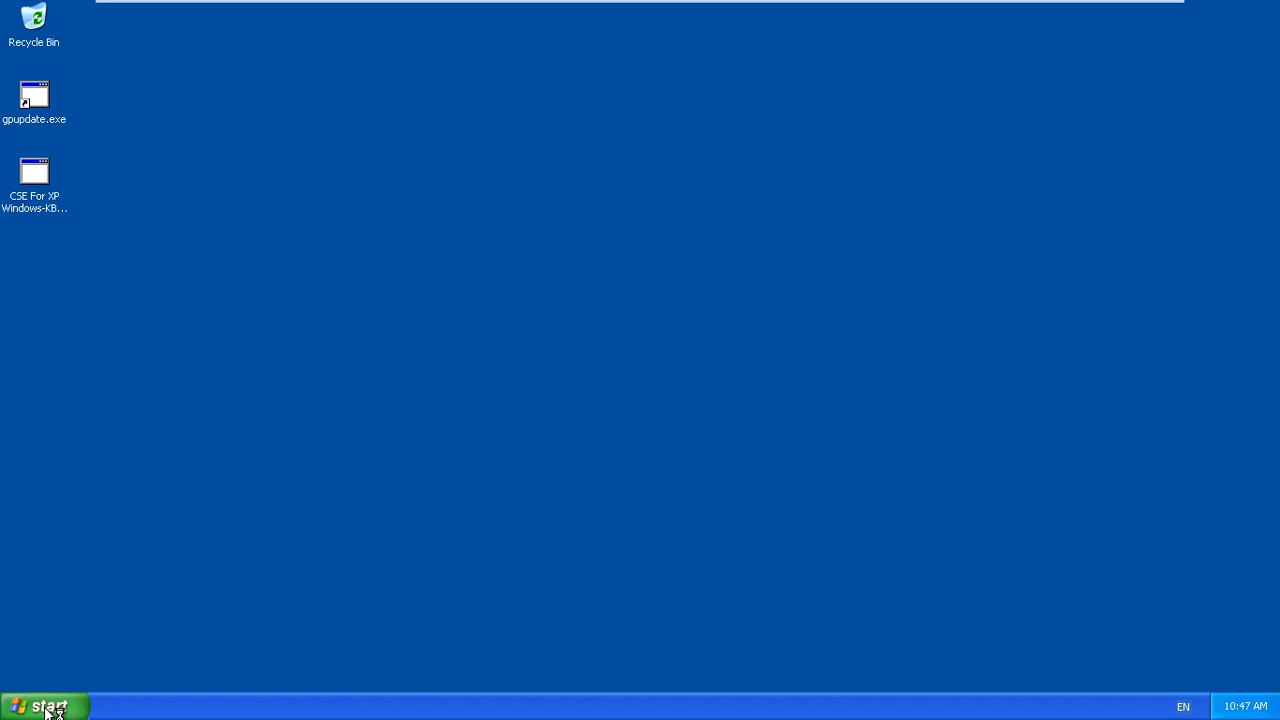 Recycle Bin
gpupdate.exe
CSE For XP
Windows-KB...
start
EN
10:47 AM